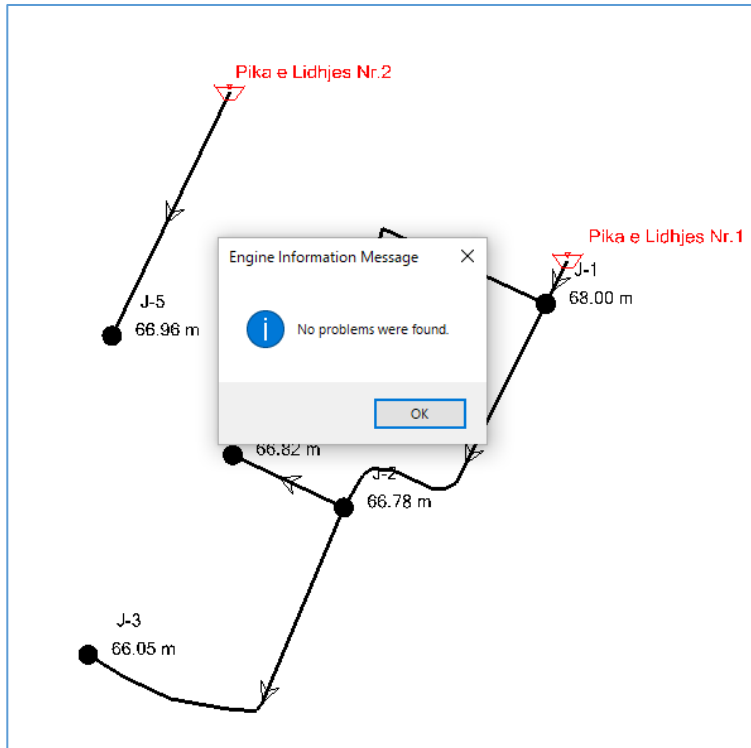 Pika e Lidhjes Nr.2
Pika e Lidhjes Nr.1
J-1
68.00 m
Engine Information Message
No problems were found.
OK
J-5
66.96 m
66.82 m
J-2
66.78 m
J-3
66.05 m